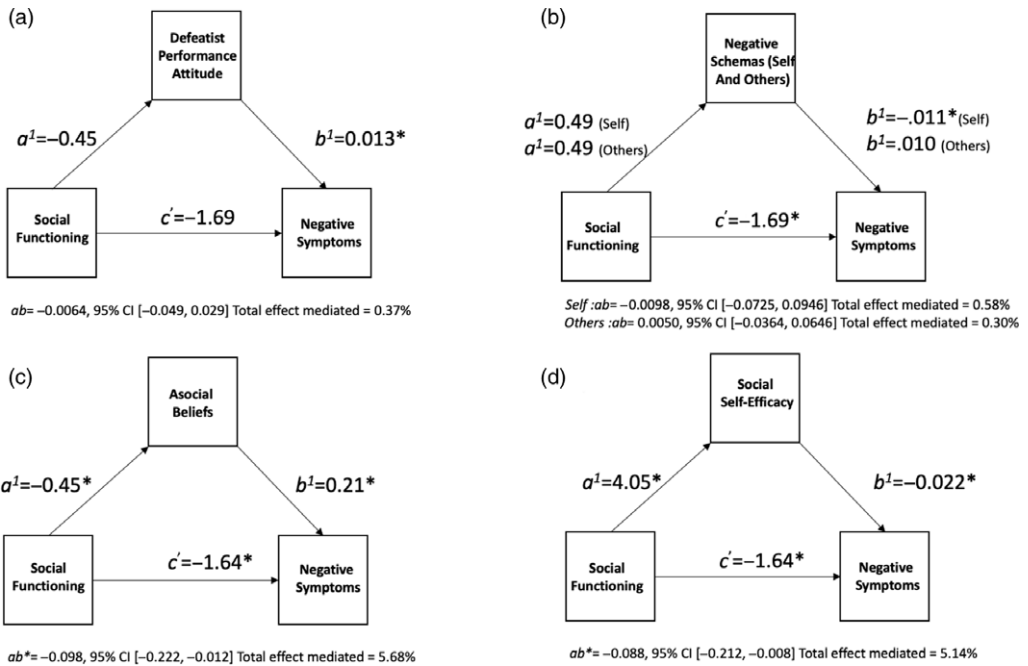 (a)
Defeatist
Performance
Attitude
a¹=−0.45
b¹=0.013*
Social
Functioning
c′=−1.69
Negative
Symptoms
ab= −0.0064, 95% CI [−0.049, 0.029] Total effect mediated = 0.37%
(b)
Negative
Schemas (Self
And Others)
a¹=0.49 (Self)
a¹=0.49 (Others)
b¹=−.011*(Self)
b¹=.010 (Others)
Social
Functioning
c′=−1.69*
Negative
Symptoms
Self :ab= −0.0098, 95% CI [−0.0725, 0.0946] Total effect mediated = 0.58%
Others :ab= 0.0050, 95% CI [−0.0364, 0.0646] Total effect mediated = 0.30%
(c)
Asocial
Beliefs
a¹=−0.45*
b¹=0.21*
Social
Functioning
c′=−1.64*
Negative
Symptoms
ab*= −0.098, 95% CI [−0.222, −0.012] Total effect mediated = 5.68%
(d)
Social
Self-Efficacy
a¹=4.05*
b¹=−0.022*
Social
Functioning
c′=−1.64*
Negative
Symptoms
ab*= −0.088, 95% CI [−0.212, −0.008] Total effect mediated = 5.14%